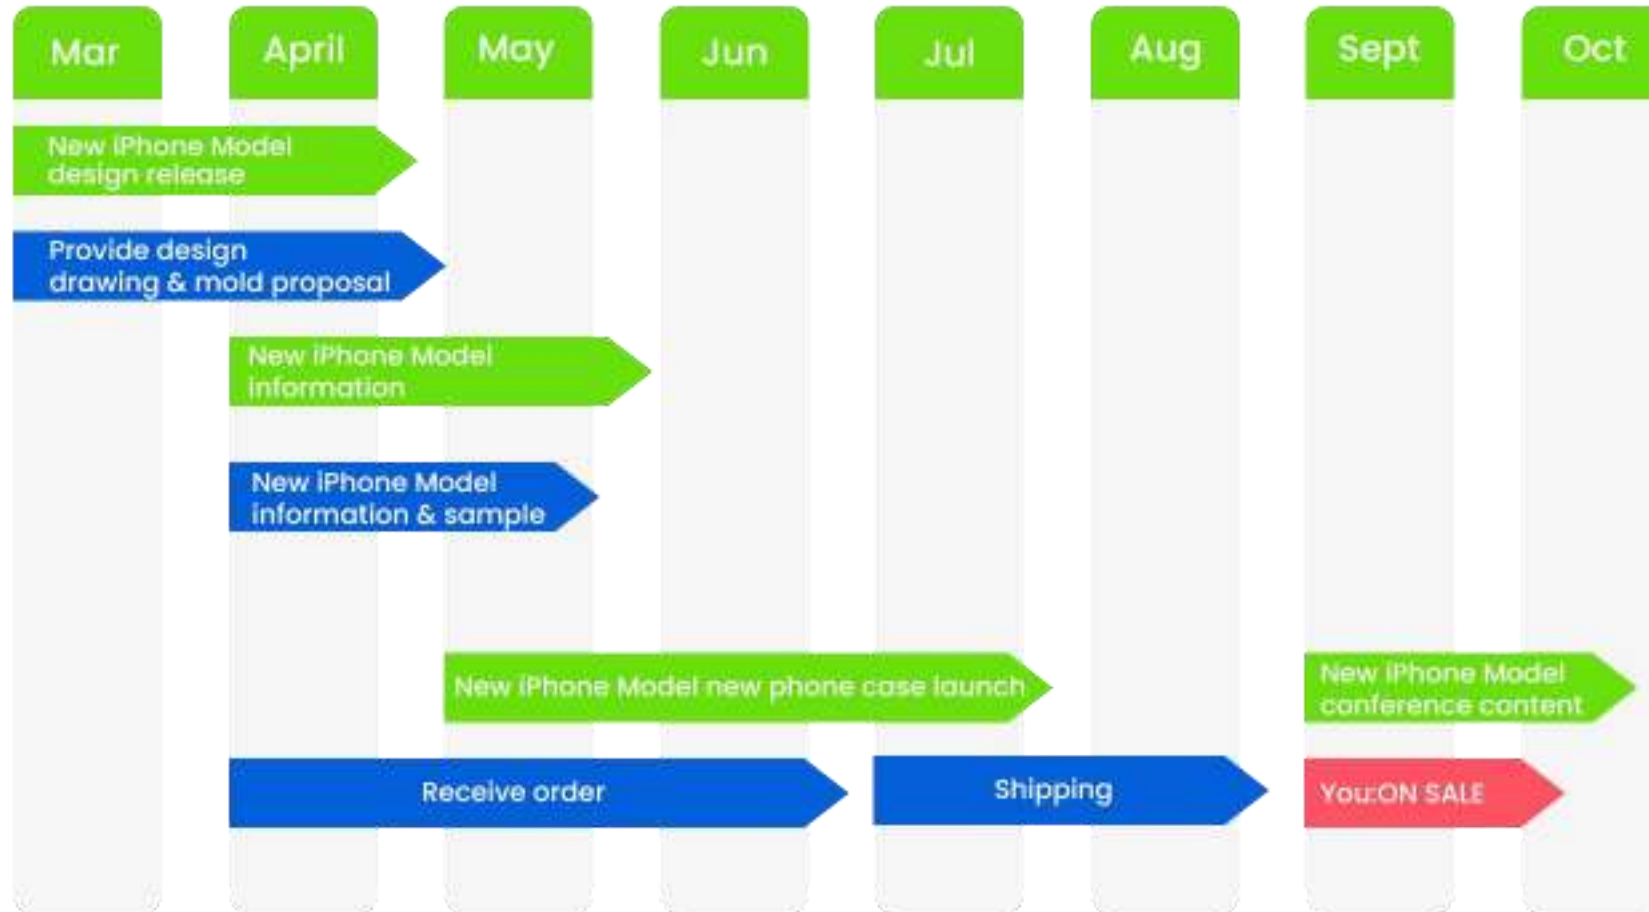 Mar
April
May
Jun
Jul
Aug
Sept
Oct
New iPhone Model
design release
Provide design
drawing & mold proposal
New iPhone Model
information
New iPhone Model
information & sample
New iPhone Model new phone case launch
New iPhone Model
conference content
Receive order
Shipping
You:ON SALE